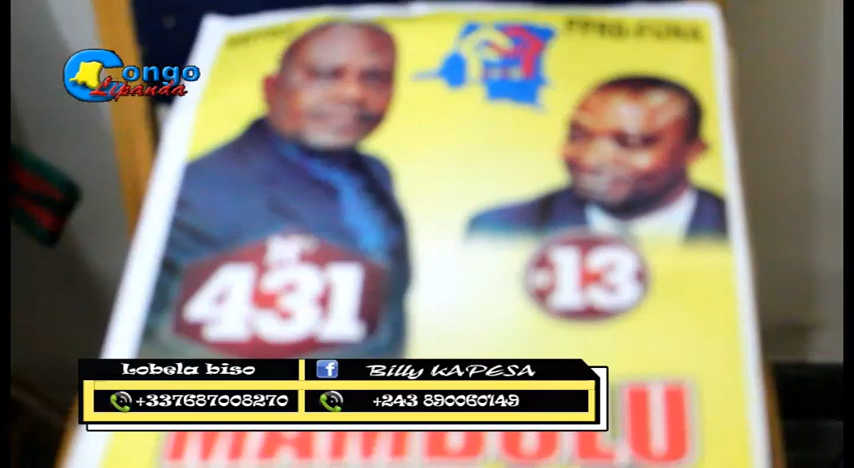 Congo
Lipanda
N°
431
13
Lobela biso
Billy KAPESA
+337687008270
+243 890060149
MAMBULU